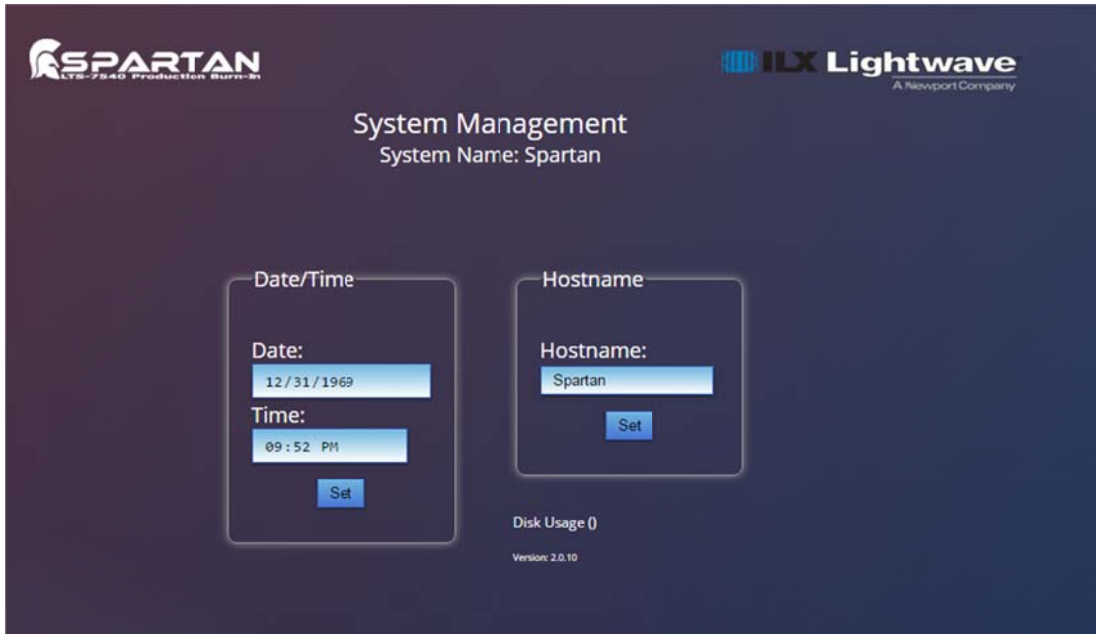 SPARTAN
LTS-7540 Production Burn-In
ILX Lightwave
A Newport Company
System Management
System Name: Spartan
Date/Time
Date:
12/31/1969
Time:
09:52 PM
Set
Hostname
Hostname:
Spartan
Set
Disk Usage ()
Version: 2.0.10